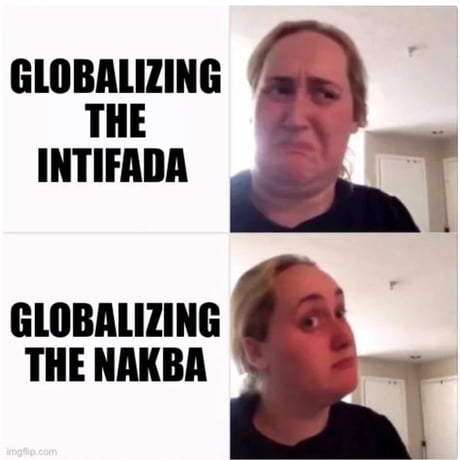 GLOBALIZING
THE
INTIFADA
GLOBALIZING
THE NAKBA
imgflip.com